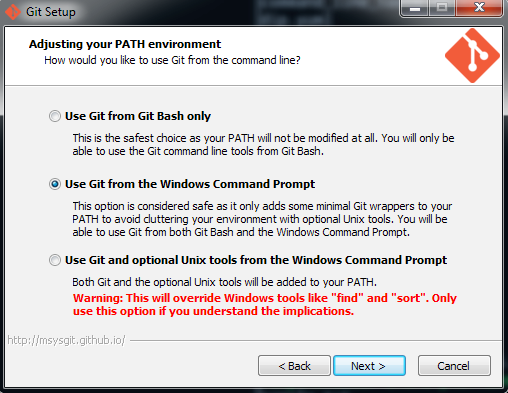 Git Setup
Adjusting your PATH environment
How would you like to use Git from the command line?
Use Git from Git Bash only
This is the safest choice as your PATH will not be modified at all. You will only be
able to use the Git command line tools from Git Bash.
Use Git from the Windows Command Prompt
This option is considered safe as it only adds some minimal Git wrappers to your
PATH to avoid cluttering your environment with optional Unix tools. You will be
able to use Git from both Git Bash and the Windows Command Prompt.
Use Git and optional Unix tools from the Windows Command Prompt
Both Git and the optional Unix tools will be added to your PATH.
Warning: This will override Windows tools like "find" and "sort". Only
use this option if you understand the implications.
http://msysgit.github.io/
< Back
Next >
Cancel